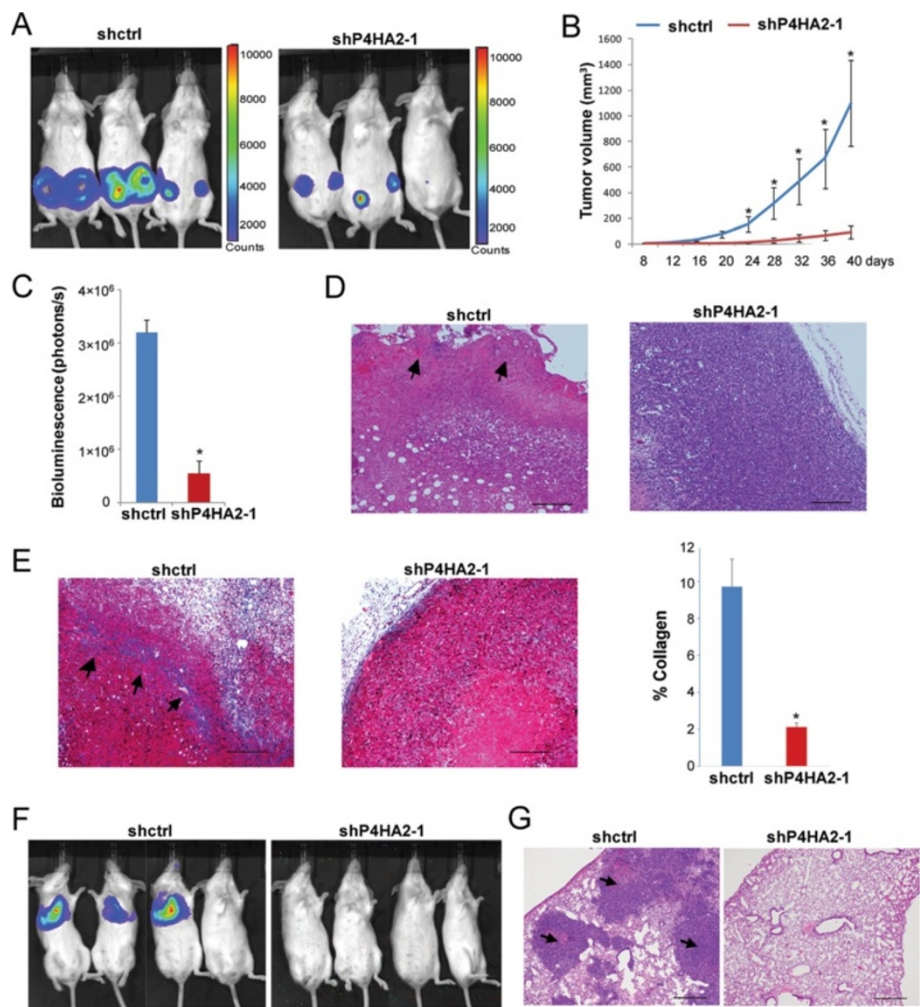 A
shctrl
shP4HA2-1
10000
8000
6000
4000
2000
Counts
10000
8000
6000
4000
2000
Counts
B
shctrl
shP4HA2-1
Tumor volume (mm³)
1600
1400
1200
1000
800
600
400
200
0
* * * * *
8 12 16 20 24 28 32 36 40 days
C
Bioluminescence (photons/s)
4×10⁶
3×10⁶
1×10⁶
0
*
shctrl shP4HA2-1
D
shctrl
shP4HA2-1
E
shctrl
shP4HA2-1
% Collagen
12
10
8
6
4
2
0
*
shctrl shP4HA2-1
F
shctrl
shP4HA2-1
G
shctrl
shP4HA2-1